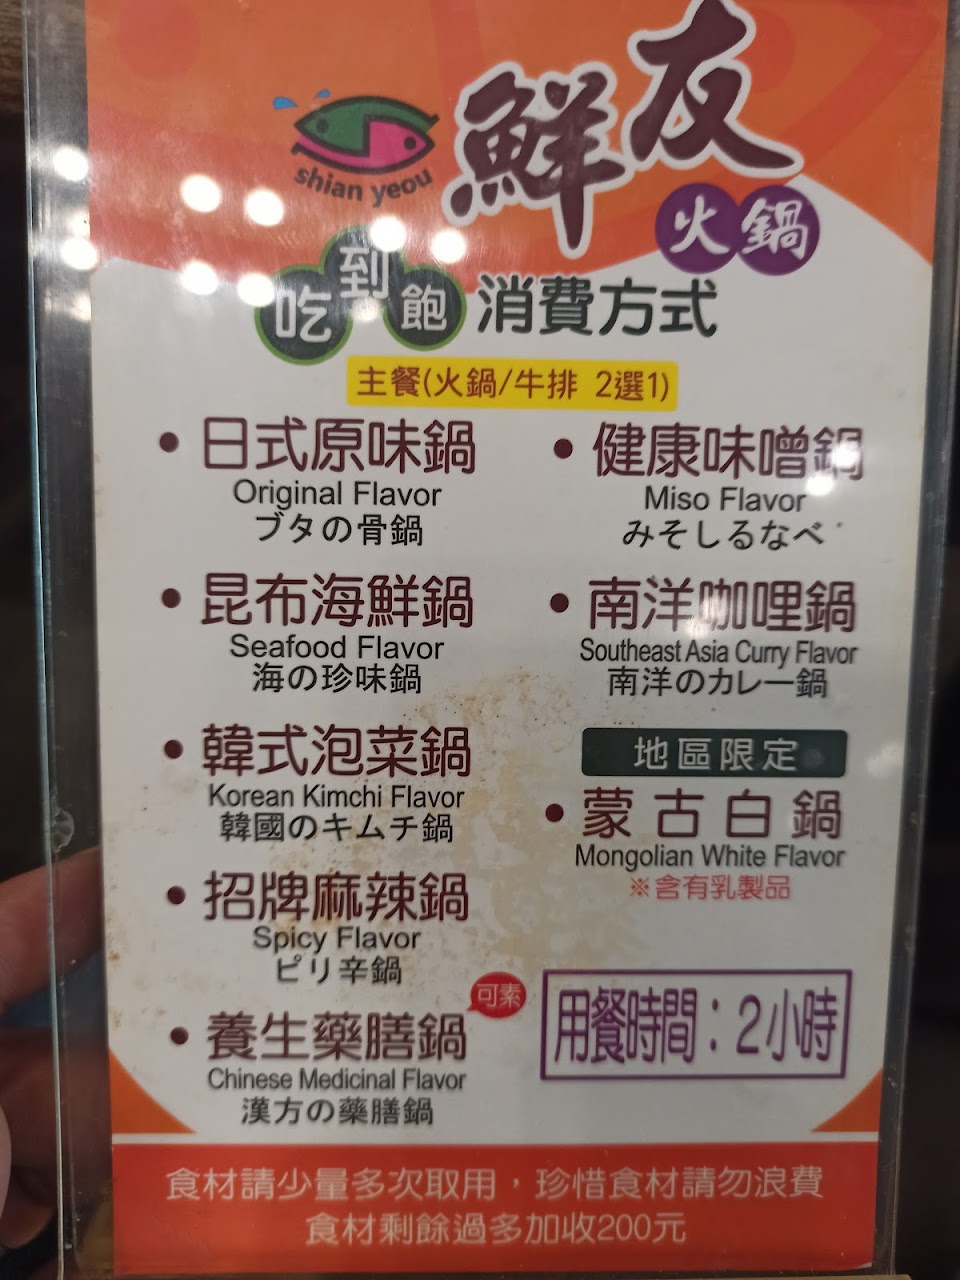 鮮友
shian yeou
火鍋
吃到飽 消費方式
主餐(火鍋/牛排 2選1)
• 日式原味鍋
Original Flavor
ブタの骨鍋
• 昆布海鮮鍋
Seafood Flavor
海の珍味鍋
• 韓式泡菜鍋
Korean Kimchi Flavor
韓國のキムチ鍋
• 招牌麻辣鍋
Spicy Flavor
ピリ辛鍋
可素
• 養生藥膳鍋
Chinese Medicinal Flavor
漢方の藥膳鍋
• 健康味噌鍋
Miso Flavor
みそしるなべ
• 南洋咖哩鍋
Southeast Asia Curry Flavor
南洋のカレー鍋
地區限定
• 蒙古白鍋
Mongolian White Flavor
※含有乳製品
用餐時間：2小時
食材請少量多次取用，珍惜食材請勿浪費
食材剩餘過多加收200元